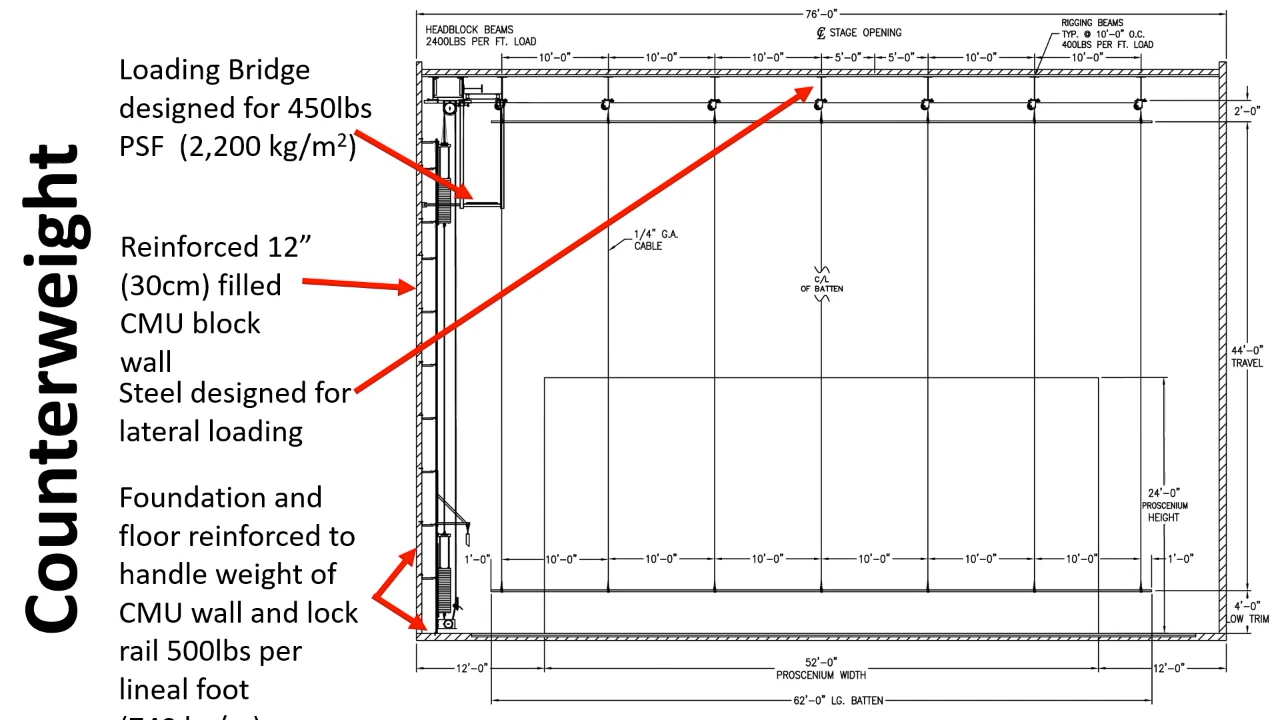 Counterweight
Loading Bridge
designed for 450lbs
PSF (2,200 kg/m²)
Reinforced 12”
(30cm) filled
CMU block
wall
Steel designed for
lateral loading
Foundation and
floor reinforced to
handle weight of
CMU wall and lock
rail 500lbs per
lineal foot
76'-0"
HEADBLOCK BEAMS
2400LBS PER FT. LOAD
℄ STAGE OPENING
RIGGING BEAMS
TYP. @ 10'-0" O.C.
400LBS PER FT. LOAD
10'-0" 10'-0" 10'-0" 5'-0" 5'-0" 10'-0" 10'-0"
2'-0"
1/4" G.A.
CABLE
C/L
OF BATTEN
44'-0"
TRAVEL
24'-0"
PROSCENIUM
HEIGHT
1'-0" 10'-0" 10'-0" 10'-0" 10'-0" 10'-0" 10'-0" 1'-0"
4'-0"
LOW TRIM
12'-0" 52'-0" 12'-0"
PROSCENIUM WIDTH
62'-0" LG. BATTEN